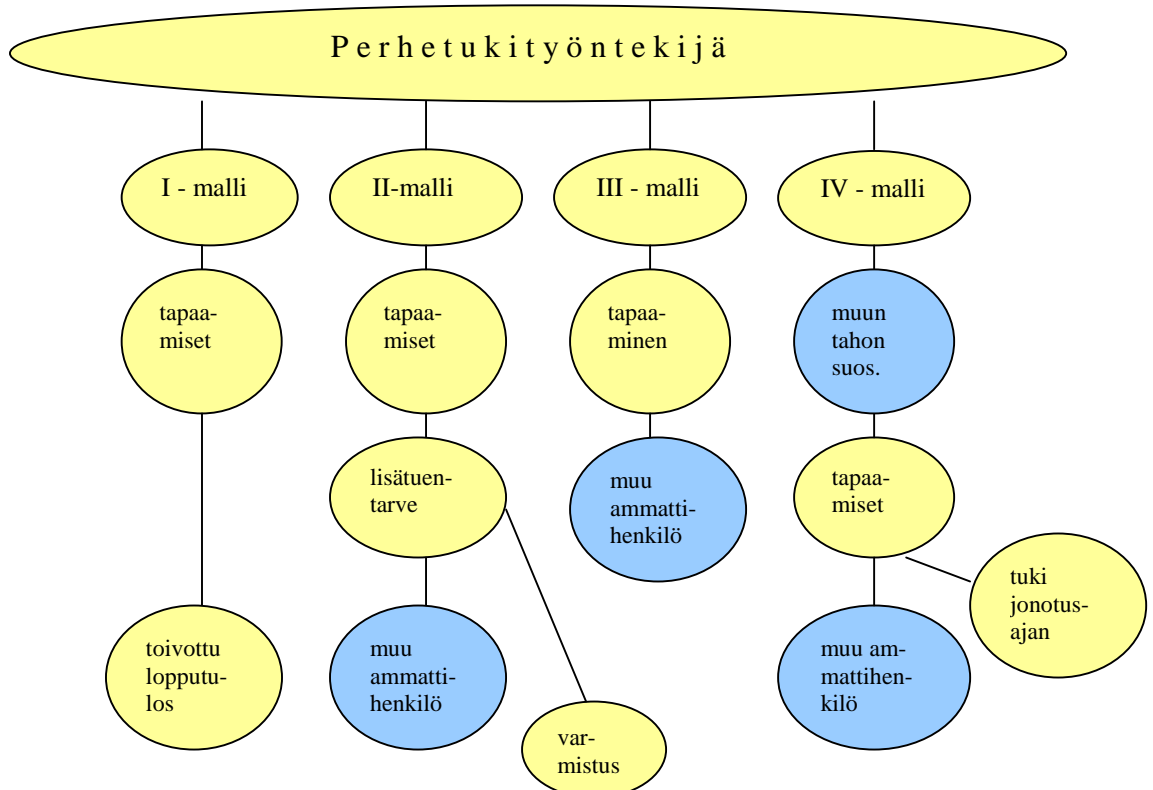 Perhetukityöntekijä
I - malli
II-malli
III - malli
IV - malli
tapaa-
miset
tapaa-
miset
tapaa-
minen
muun
tahon
suos.
lisätuen-
tarve
muu
ammatti-
henkilö
tapaa-
miset
tuki
jonotus-
ajan
toivottu
lopputu-
los
muu
ammatti-
henkilö
muu am-
mattihen-
kilö
var-
mistus